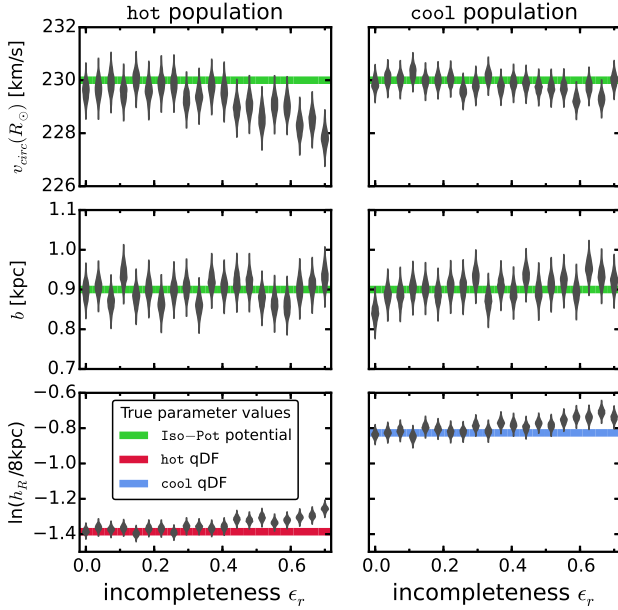 hot population
cool population
232
230
228
226
v_circ(R_⊙) [km/s]
1.1
1.0
0.9
0.8
0.7
b [kpc]
−0.6
−0.8
−1.0
−1.2
−1.4
ln(h_R/8kpc)
True parameter values
Iso−Pot potential
hot qDF
cool qDF
0.0 0.2 0.4 0.6
0.0 0.2 0.4 0.6
incompleteness ϵ_r
incompleteness ϵ_r